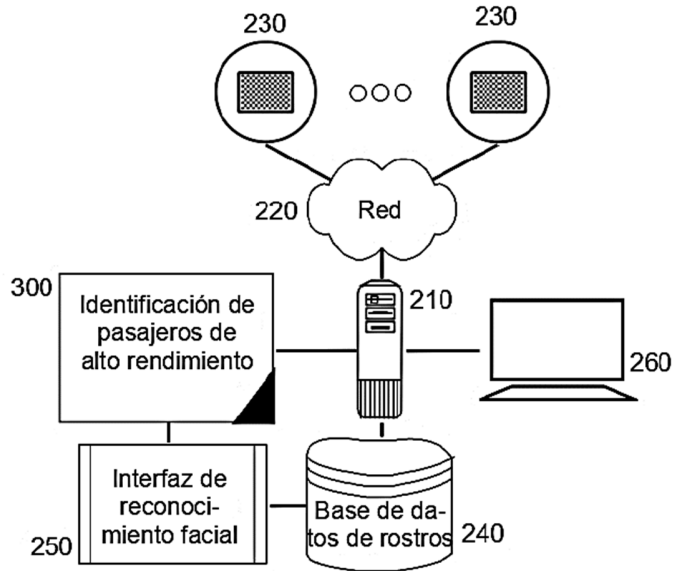 230
230
220
Red
300
Identificación de
pasajeros de
alto rendimiento
210
260
Interfaz de
reconoci-
miento facial
250
Base de da-
tos de rostros
240